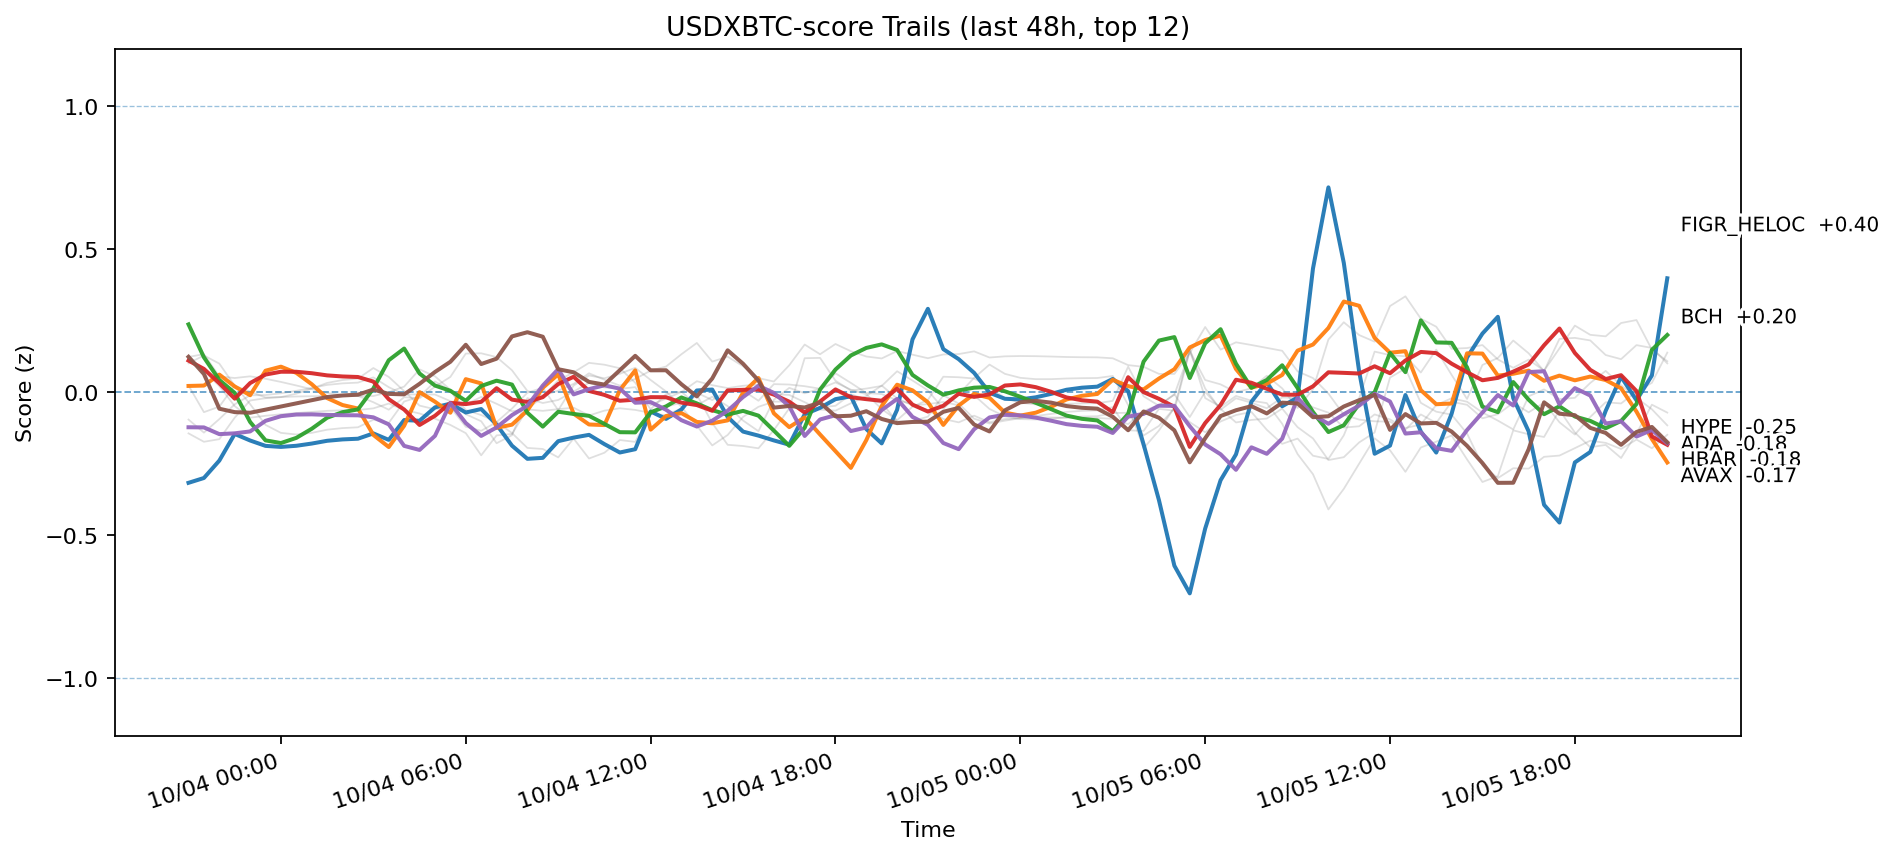 USDXBTC-score Trails (last 48h, top 12)
Score (z)
1.0
0.5
0.0
−0.5
−1.0
FIGR_HELOC +0.40
BCH +0.20
HYPE -0.25
ADA -0.18
HBAR -0.18
AVAX -0.17
10/04 00:00
10/04 06:00
10/04 12:00
10/04 18:00
10/05 00:00
10/05 06:00
10/05 12:00
10/05 18:00
Time